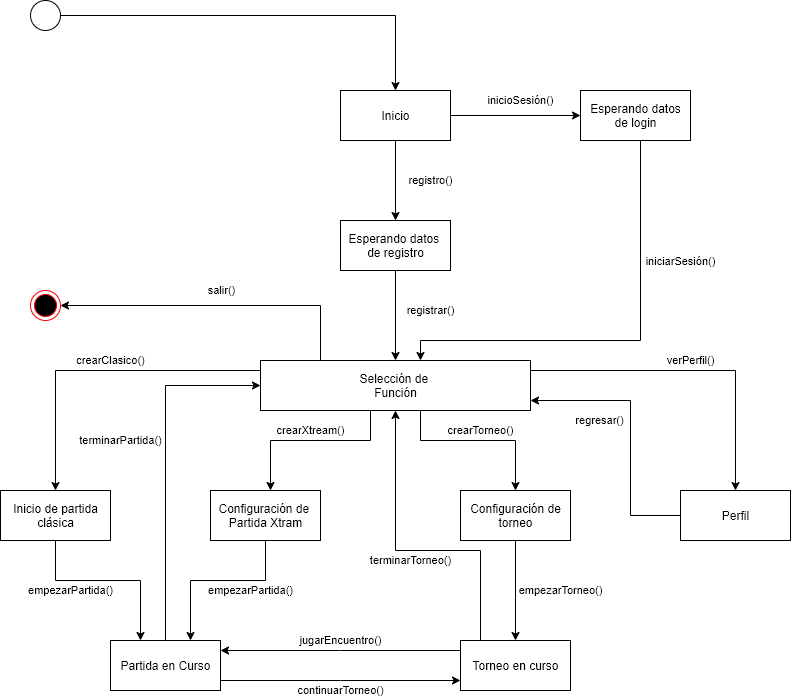 inicioSesión()
Inicio
Esperando datos
de login
registro()
Esperando datos
de registro
iniciarSesión()
salir()
registrar()
crearClasico()
verPerfil()
Selección de
Función
regresar()
crearXtream()
crearTorneo()
terminarPartida()
Inicio de partida
clásica
Configuración de
Partida Xtram
Configuración de
torneo
Perfil
terminarTorneo()
empezarPartida()
empezarPartida()
empezarTorneo()
jugarEncuentro()
Partida en Curso
Torneo en curso
continuarTorneo()